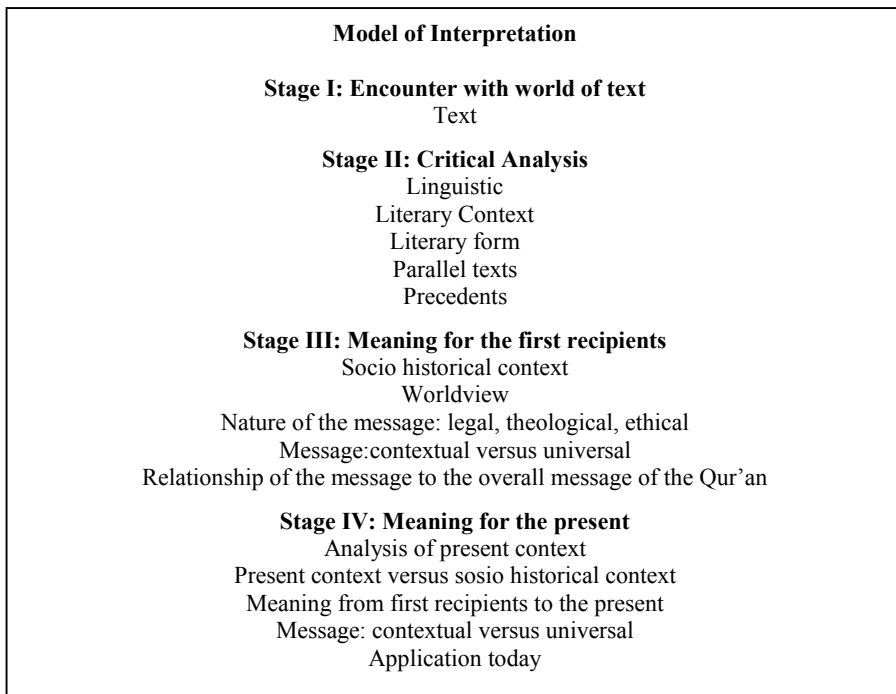 Model of Interpretation
Stage I: Encounter with world of text
Text
Stage II: Critical Analysis
Linguistic
Literary Context
Literary form
Parallel texts
Precedents
Stage III: Meaning for the first recipients
Socio historical context
Worldview
Nature of the message: legal, theological, ethical
Message:contextual versus universal
Relationship of the message to the overall message of the Qur’an
Stage IV: Meaning for the present
Analysis of present context
Present context versus sosio historical context
Meaning from first recipients to the present
Message: contextual versus universal
Application today